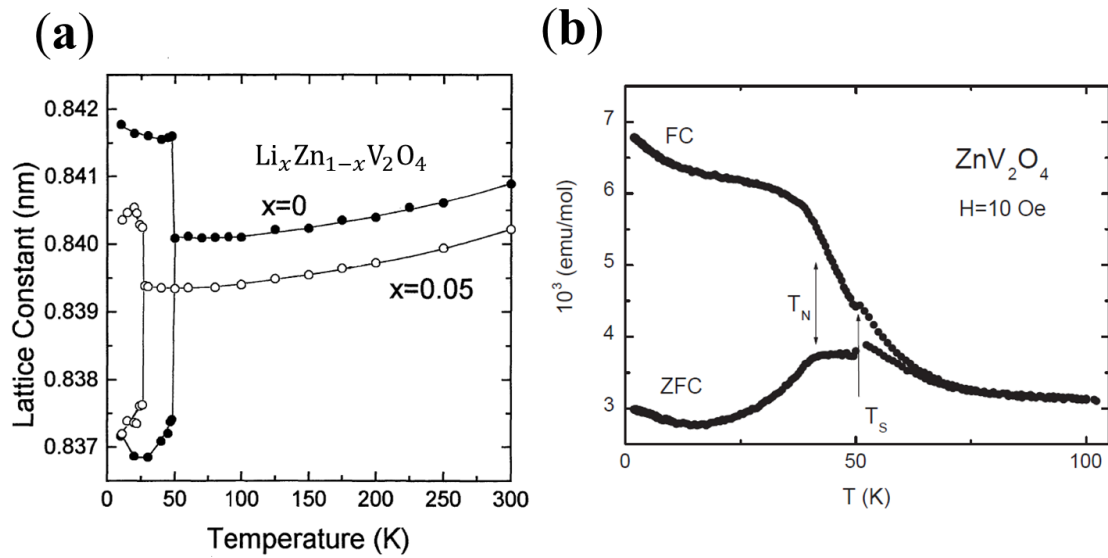 (a)
0.842
0.841
0.840
0.839
0.838
0.837
Lattice Constant (nm)
LiₓZn₁₋ₓV₂O₄
x=0
x=0.05
0 50 100 150 200 250 300
Temperature (K)
(b)
7
6
5
4
3
10³ (emu/mol)
FC
ZnV₂O₄
H=10 Oe
T_N
ZFC
T_S
0 50 100
T (K)